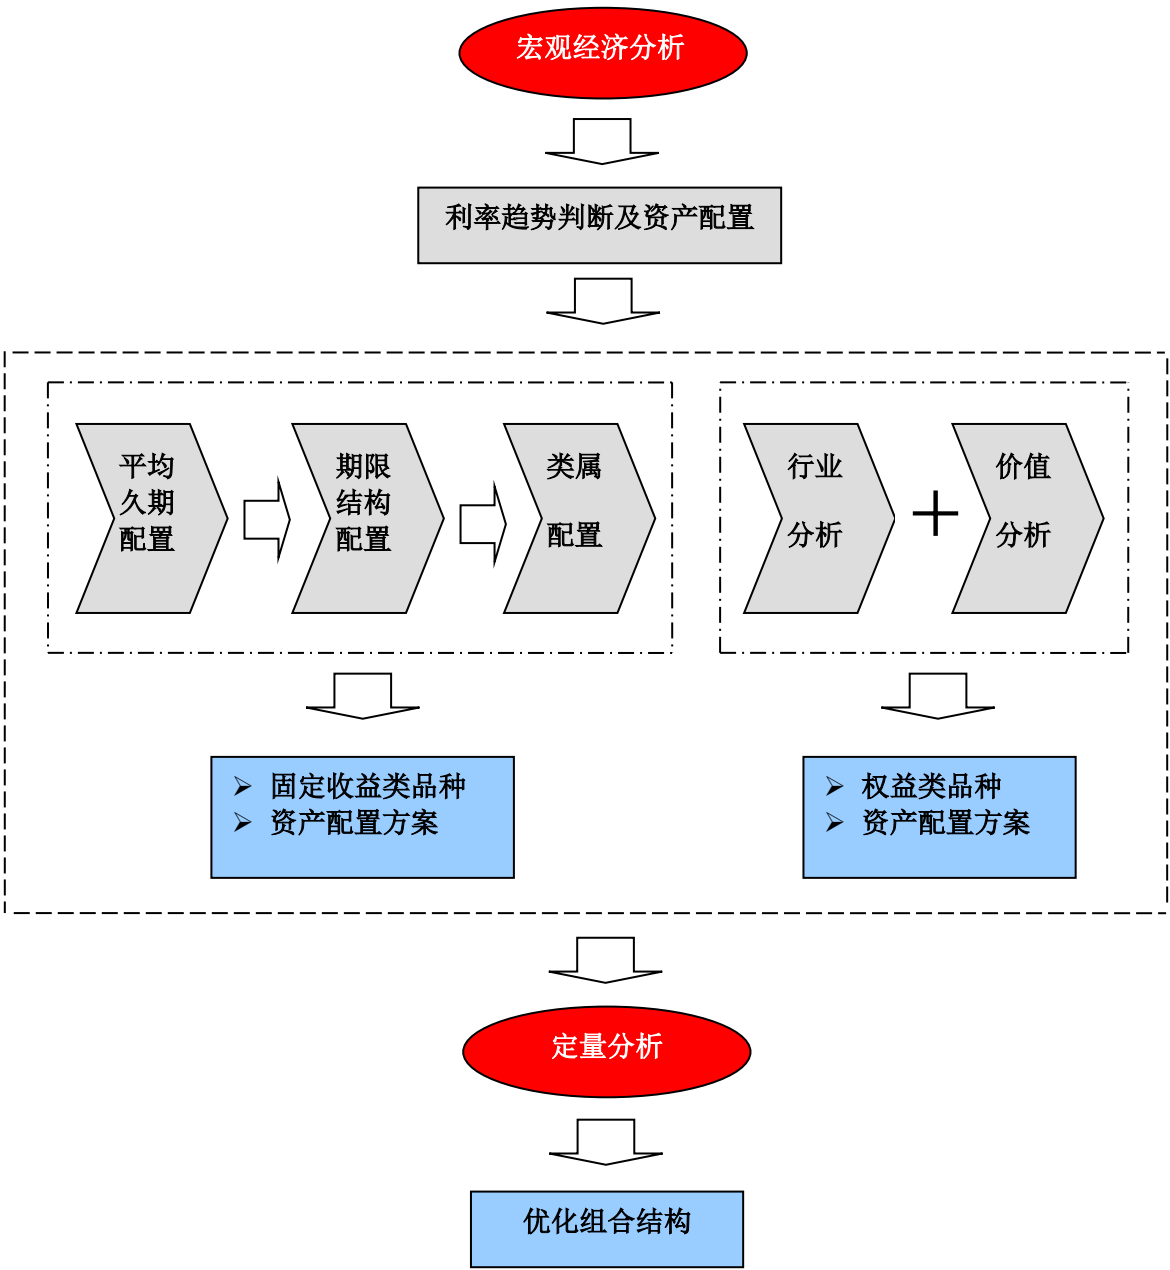 宏观经济分析
利率趋势判断及资产配置
平均
久期
配置
期限
结构
配置
类属
配置
行业
分析
+
价值
分析
➢ 固定收益类品种
➢ 资产配置方案
➢ 权益类品种
➢ 资产配置方案
定量分析
优化组合结构